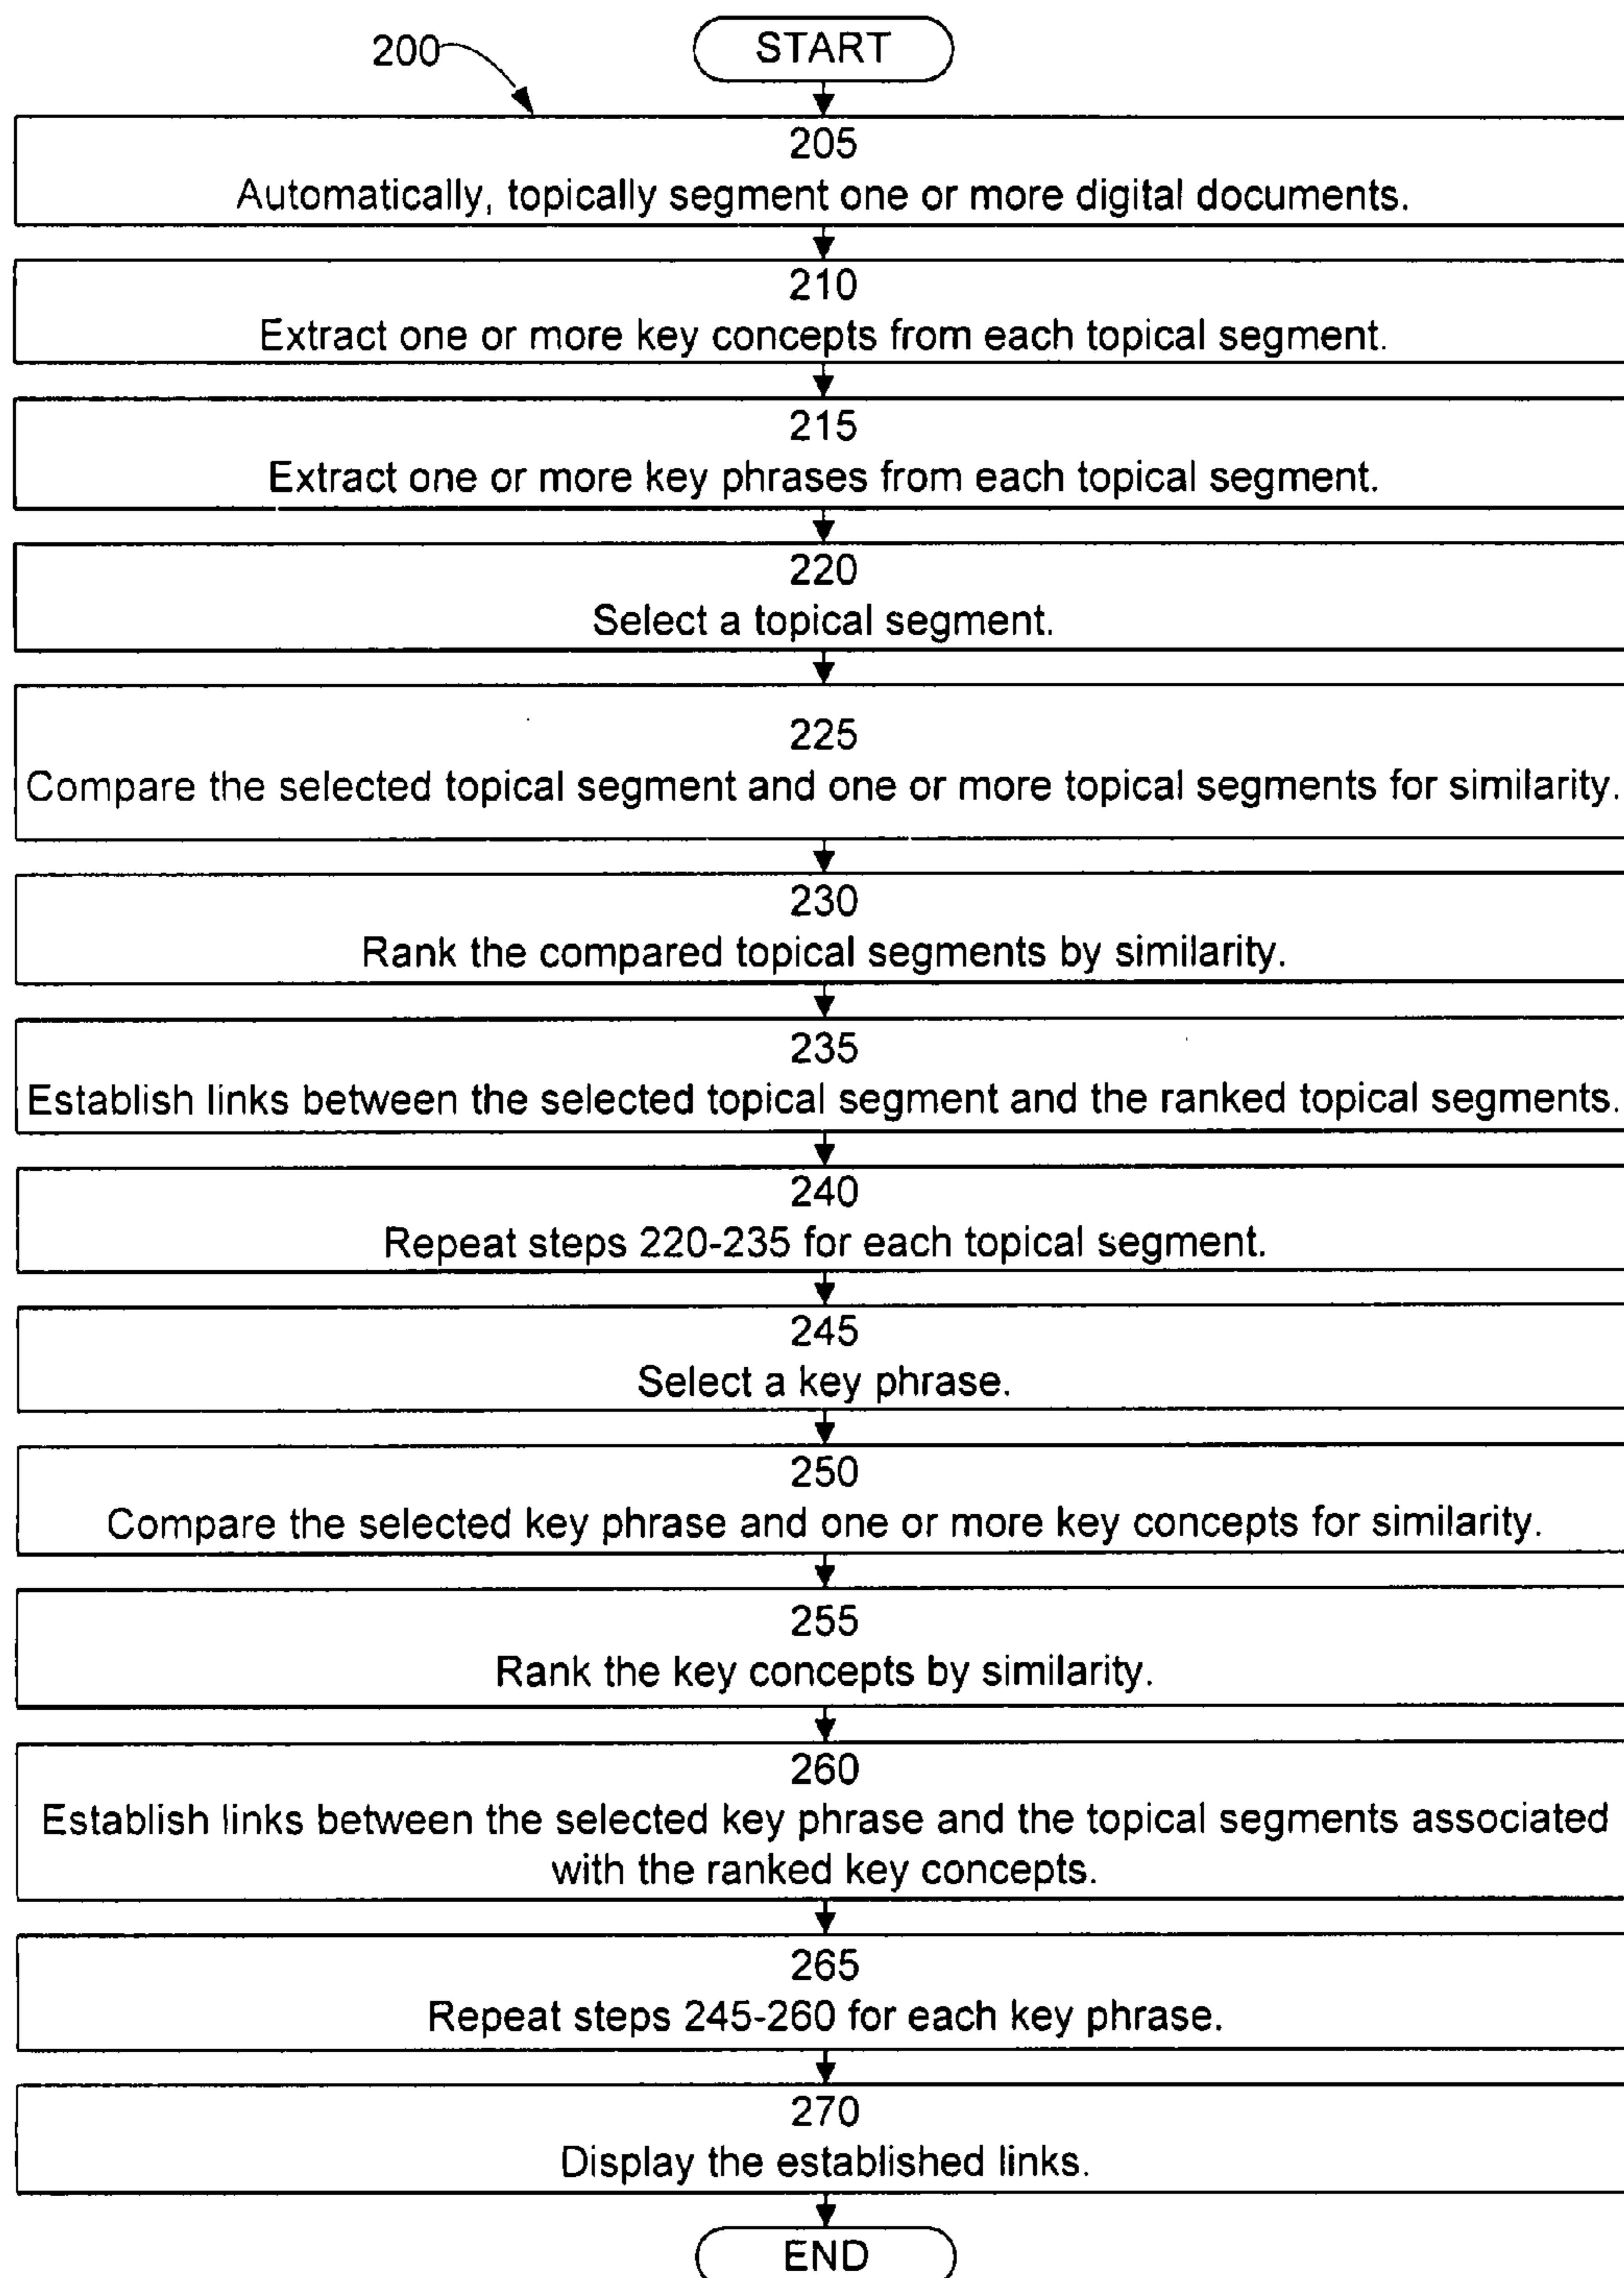 200
START
205
Automatically, topically segment one or more digital documents.
210
Extract one or more key concepts from each topical segment.
215
Extract one or more key phrases from each topical segment.
220
Select a topical segment.
225
Compare the selected topical segment and one or more topical segments for similarity.
230
Rank the compared topical segments by similarity.
235
Establish links between the selected topical segment and the ranked topical segments.
240
Repeat steps 220-235 for each topical segment.
245
Select a key phrase.
250
Compare the selected key phrase and one or more key concepts for similarity.
255
Rank the key concepts by similarity.
260
Establish links between the selected key phrase and the topical segments associated
with the ranked key concepts.
265
Repeat steps 245-260 for each key phrase.
270
Display the established links.
END